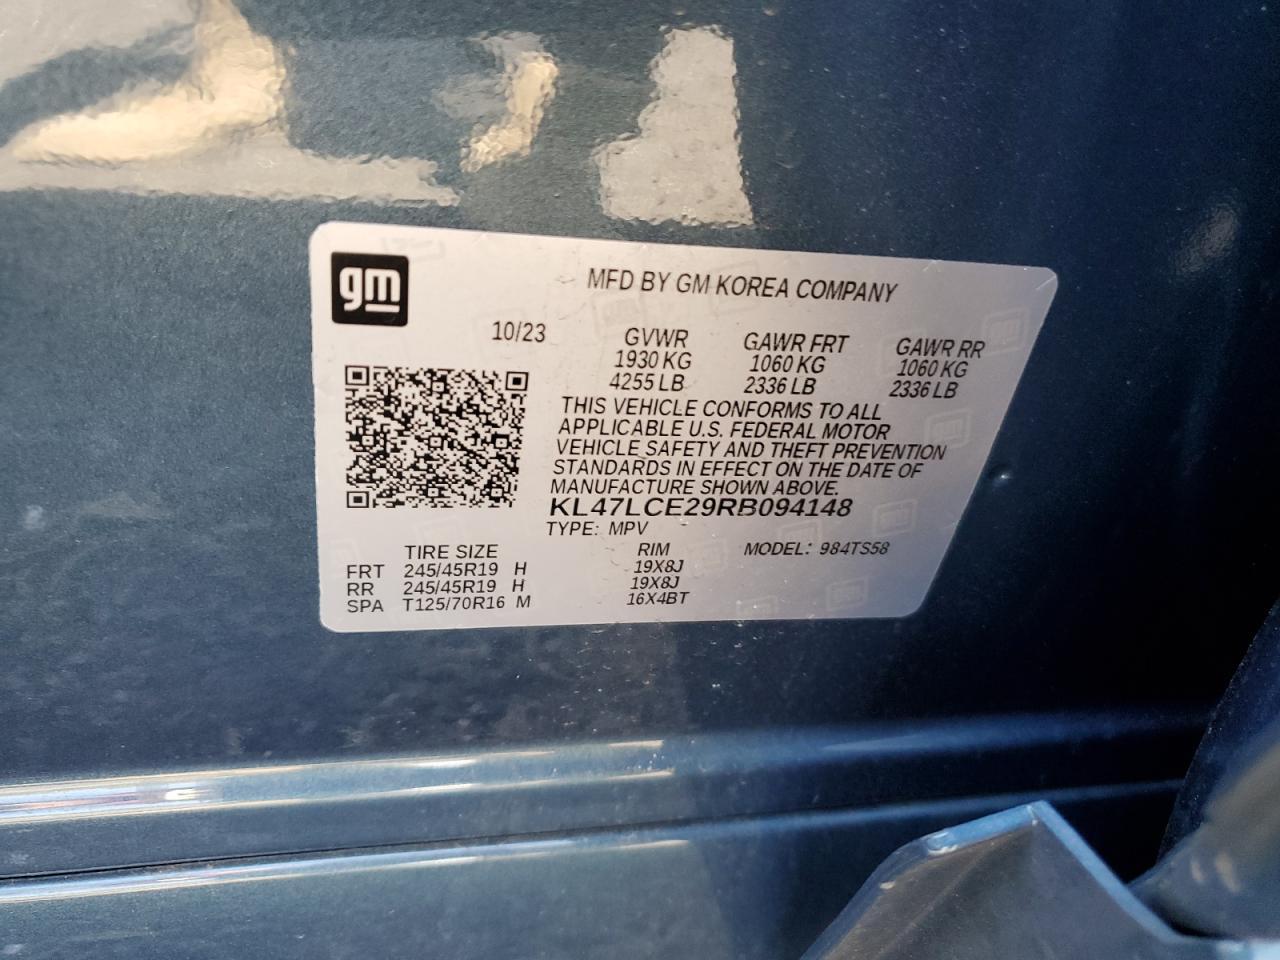 gm
MFD BY GM KOREA COMPANY
10/23 GVWR GAWR FRT GAWR RR
1930 KG 1060 KG 1060 KG
4255 LB 2336 LB 2336 LB
THIS VEHICLE CONFORMS TO ALL
APPLICABLE U.S. FEDERAL MOTOR
VEHICLE SAFETY AND THEFT PREVENTION
STANDARDS IN EFFECT ON THE DATE OF
MANUFACTURE SHOWN ABOVE.
KL47LCE29RB094148
TYPE: MPV
TIRE SIZE RIM MODEL: 984TS58
FRT 245/45R19 H 19X8J
RR 245/45R19 H 19X8J
SPA T125/70R16 M 16X4BT